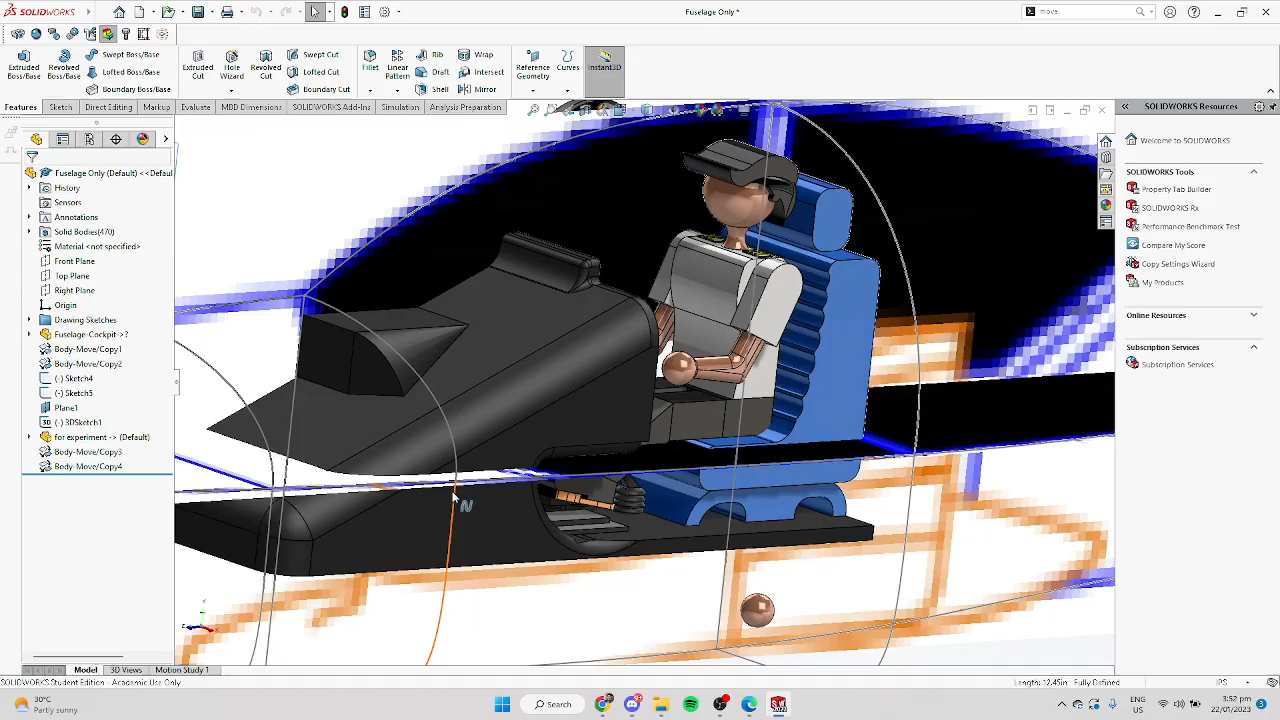 SOLIDWORKS
Fuselage Only *
move
Extruded Boss/Base
Revolved Boss/Base
Swept Boss/Base
Lofted Boss/Base
Boundary Boss/Base
Extruded Cut
Hole Wizard
Revolved Cut
Swept Cut
Lofted Cut
Boundary Cut
Fillet
Linear Pattern
Rib
Draft
Shell
Wrap
Intersect
Mirror
Reference Geometry
Curves
Instant3D
Features
Sketch
Direct Editing
Markup
Evaluate
MBD Dimensions
SOLIDWORKS Add-Ins
Simulation
Analysis Preparation
SOLIDWORKS Resources
Fuselage Only (Default) <<Default
History
Sensors
Annotations
Solid Bodies(470)
Material <not specified>
Front Plane
Top Plane
Right Plane
Origin
Drawing Sketches
Fuselage-Cockpit ->?
Body-Move/Copy1
Body-Move/Copy2
(-) Sketch4
(-) Sketch5
Plane1
(-) 3DSketch1
for experiment -> (Default)
Body-Move/Copy3
Body-Move/Copy4
Welcome to SOLIDWORKS
SOLIDWORKS Tools
Property Tab Builder
SOLIDWORKS Rx
Performance Benchmark Test
Compare My Score
Copy Settings Wizard
My Products
Online Resources
Subscription Services
Subscription Services
Model
3D Views
Motion Study 1
SOLIDWORKS Student Edition - Academic Use Only
Length: 12.45in
Fully Defined
IPS
30°C
Partly sunny
Search
ENG
US
3:52 pm
22/01/2023